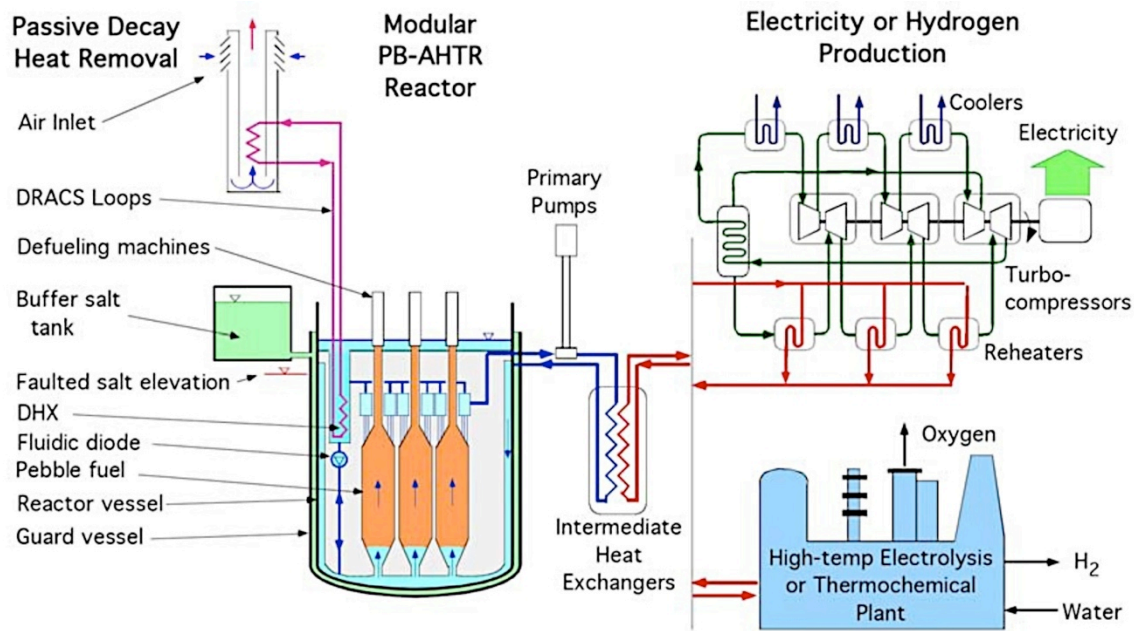 Passive Decay
Heat Removal
Modular
PB-AHTR
Reactor
Electricity or Hydrogen
Production
Air Inlet
DRACS Loops
Defueling machines
Buffer salt
tank
Faulted salt elevation
DHX
Fluidic diode
Pebble fuel
Reactor vessel
Guard vessel
Primary
Pumps
Intermediate
Heat
Exchangers
Coolers
Electricity
Turbo-
compressors
Reheaters
Oxygen
High-temp Electrolysis
or Thermochemical
Plant
H₂
Water